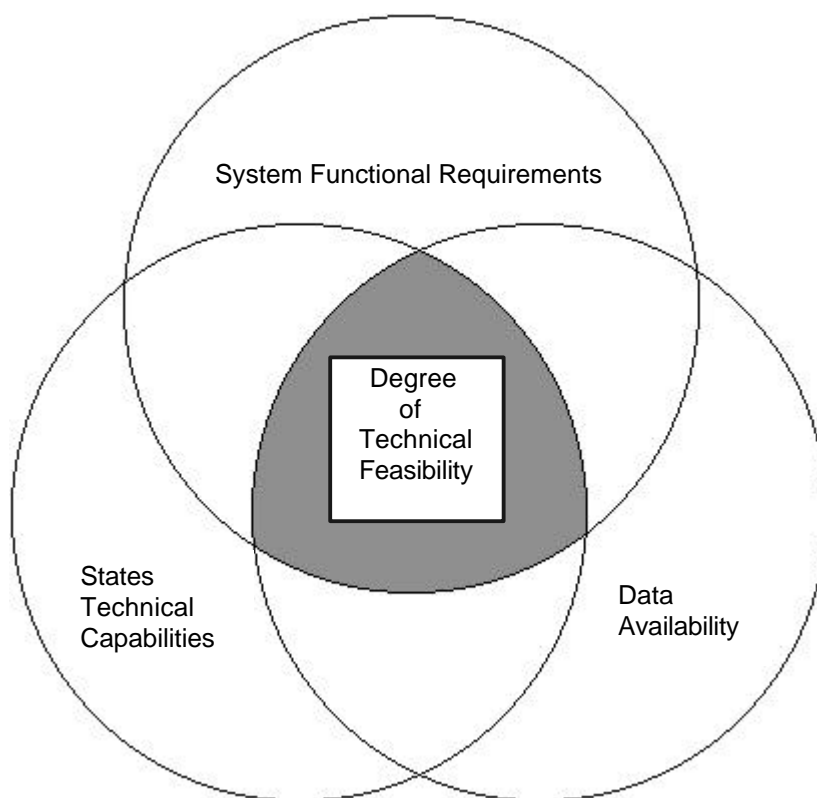 System Functional Requirements
Degree
of
Technical
Feasibility
States
Technical
Capabilities
Data
Availability